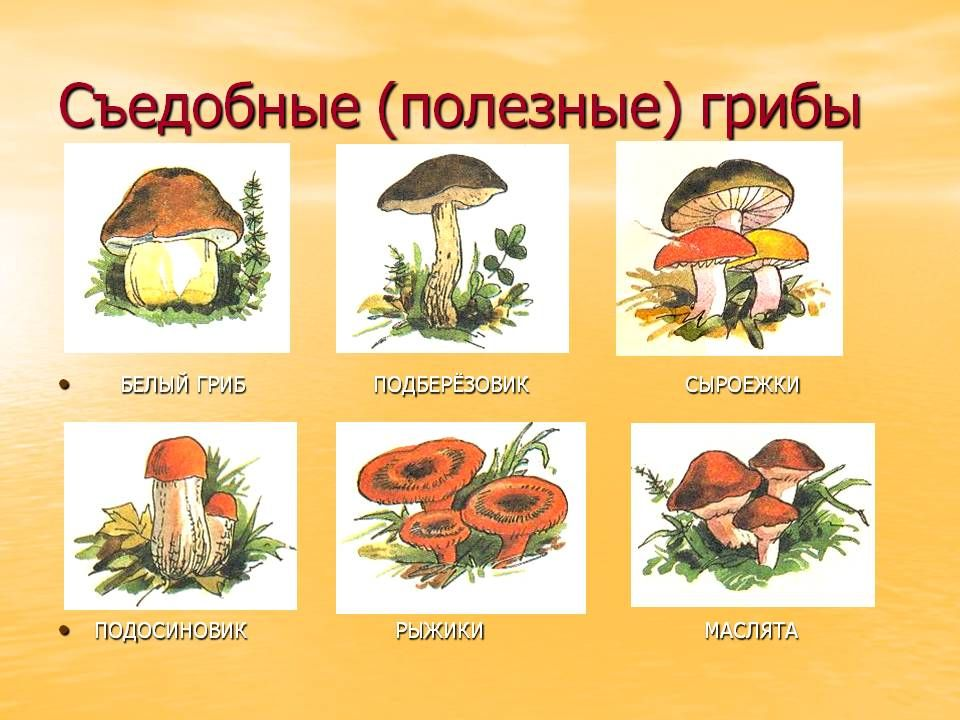 Съедобные (полезные) грибы
• БЕЛЫЙ ГРИБ ПОДБЕРЁЗОВИК СЫРОЕЖКИ
• ПОДОСИНОВИК РЫЖИКИ МАСЛЯТА